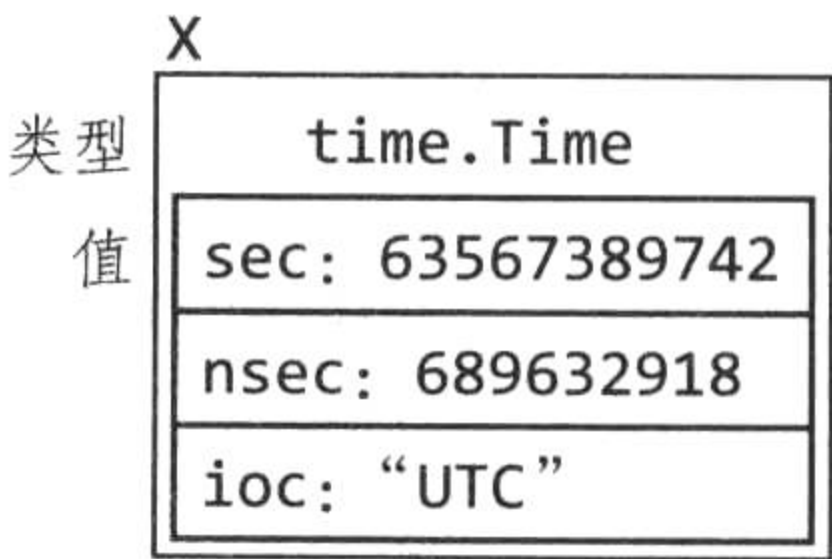 X
类型 time.Time
值 sec: 63567389742
nsec: 689632918
ioc: “UTC”